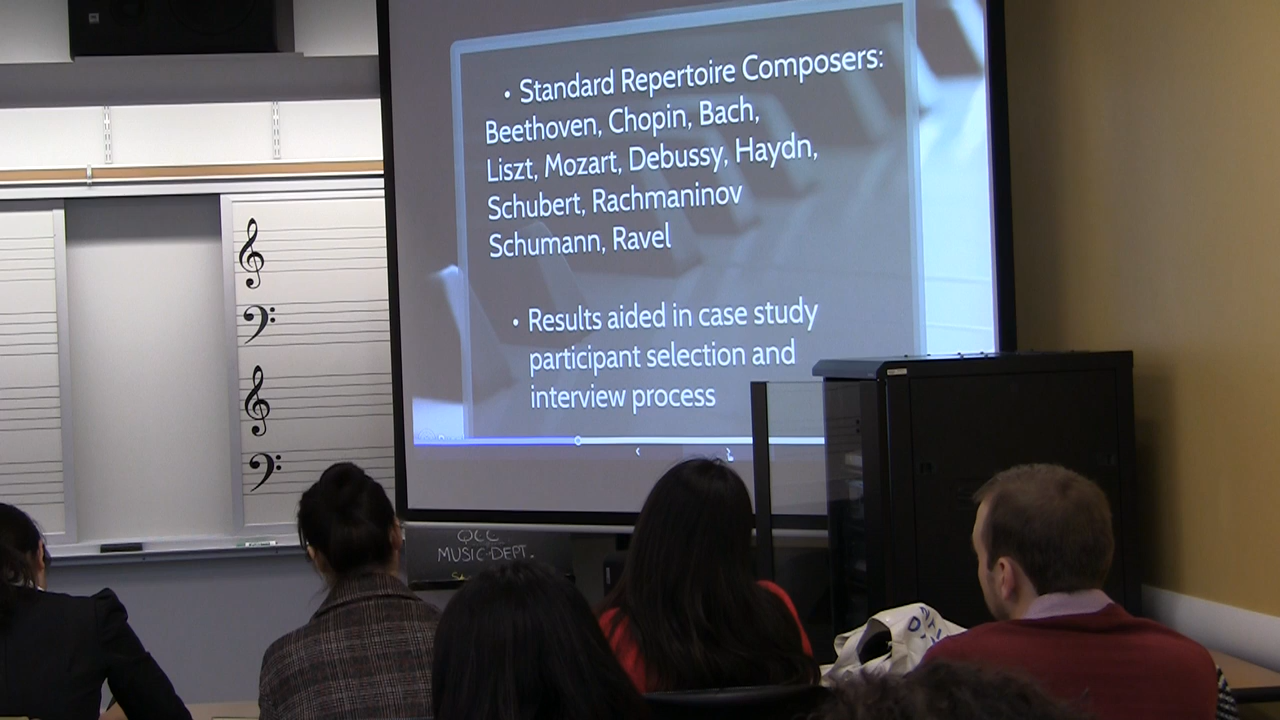 • Standard Repertoire Composers:
Beethoven, Chopin, Bach,
Liszt, Mozart, Debussy, Haydn,
Schubert, Rachmaninov
Schumann, Ravel
• Results aided in case study
participant selection and
interview process
QCC
MUSIC DEPT.